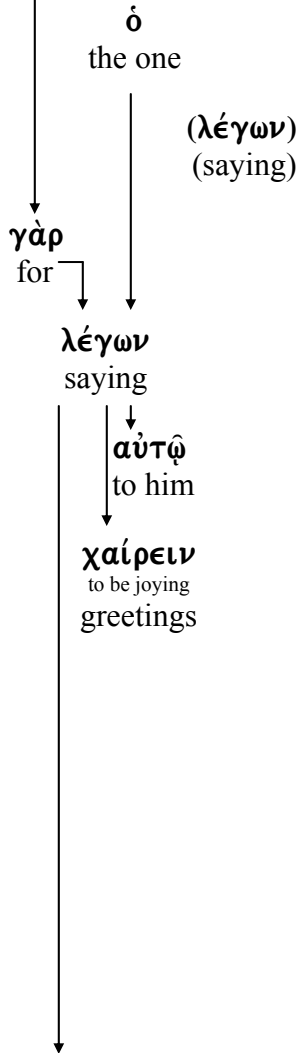 ὁ
the one
(λέγων)
(saying)
γὰρ
for
λέγων
saying
αὐτῷ
to him
χαίρειν
to be joying
greetings